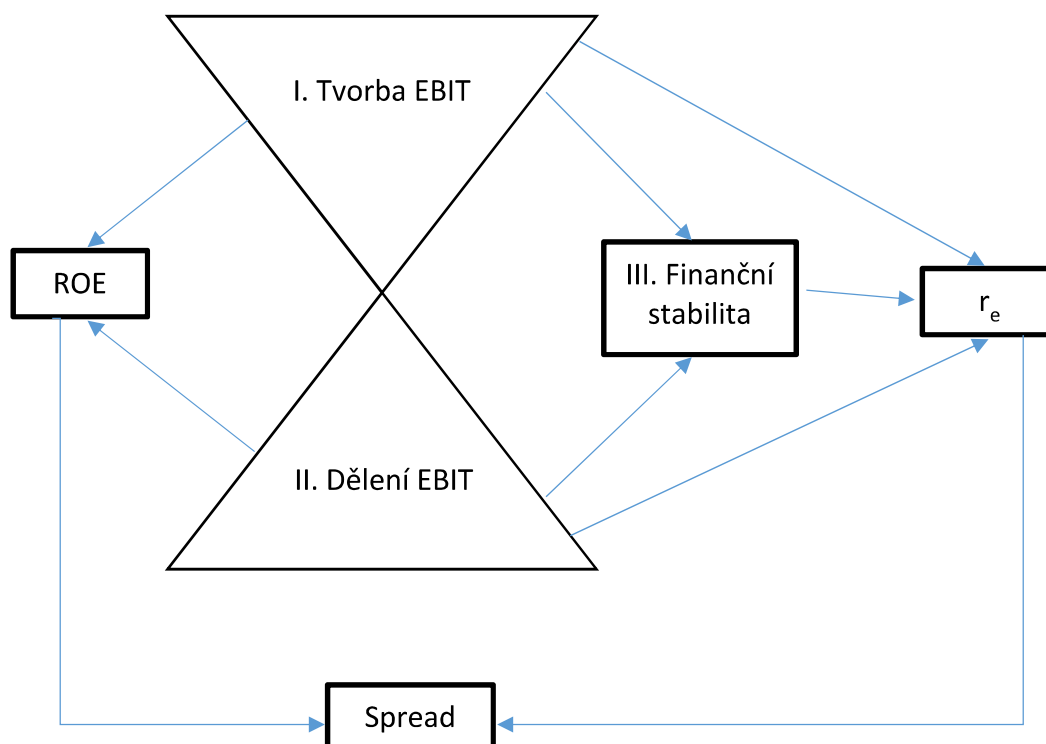 I. Tvorba EBIT
ROE
III. Finanční
stabilita
rₑ
II. Dělení EBIT
Spread